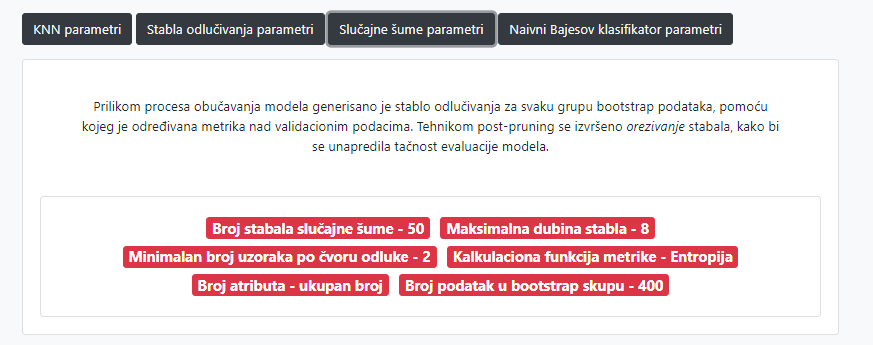 KNN parametri Stabla odlučivanja parametri Slučajne šume parametri Naivni Bajesov klasifikator parametri
Prilikom procesa obučavanja modela generisano je stablo odlučivanja za svaku grupu bootstrap podataka, pomoću
kojeg je određivana metrika nad validacionim podacima. Tehnikom post-pruning se izvršeno orezivanje stabala, kako bi
se unapredila tačnost evaluacije modela.
Broj stabala slučajne šume - 50 Maksimalna dubina stabla - 8
Minimalan broj uzoraka po čvoru odluke - 2 Kalkulaciona funkcija metrike - Entropija
Broj atributa - ukupan broj Broj podatak u bootstrap skupu - 400